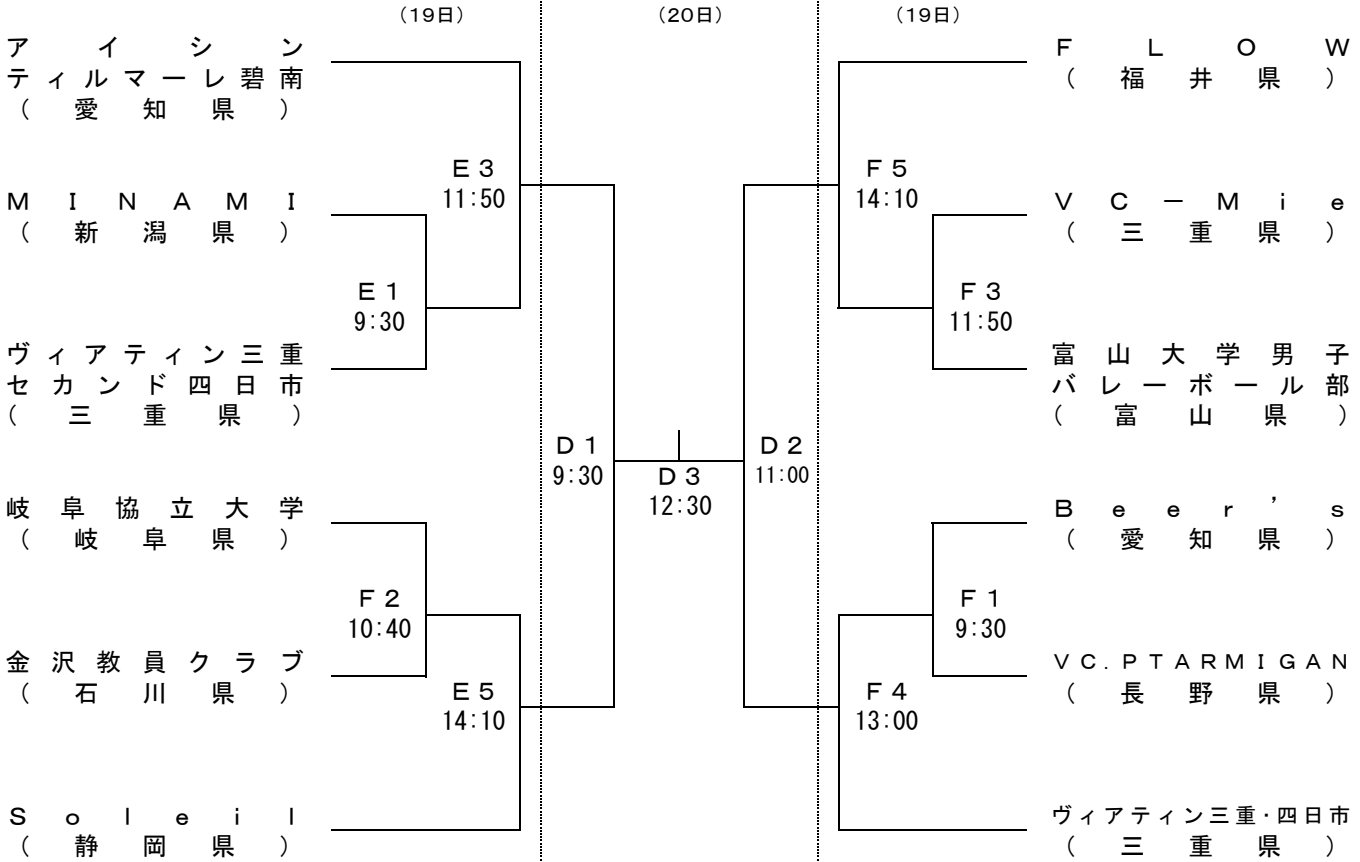 （19日）
（20日）
（19日）
アイシン
ティルマーレ碧南
（愛知県）
MINAMI
（新潟県）
ヴィアティン三重
セカンド四日市
（三重県）
岐阜協立大学
（岐阜県）
金沢教員クラブ
（石川県）
Soleil
（静岡県）
E3
11:50
E1
9:30
F2
10:40
E5
14:10
D1
9:30
D3
12:30
D2
11:00
F5
14:10
F3
11:50
F1
9:30
F4
13:00
FLOW
（福井県）
VC－Mie
（三重県）
富山大学男子
バレーボール部
（富山県）
Beer’s
（愛知県）
VC.PTARMIGAN
（長野県）
ヴィアティン三重・四日市
（三重県）